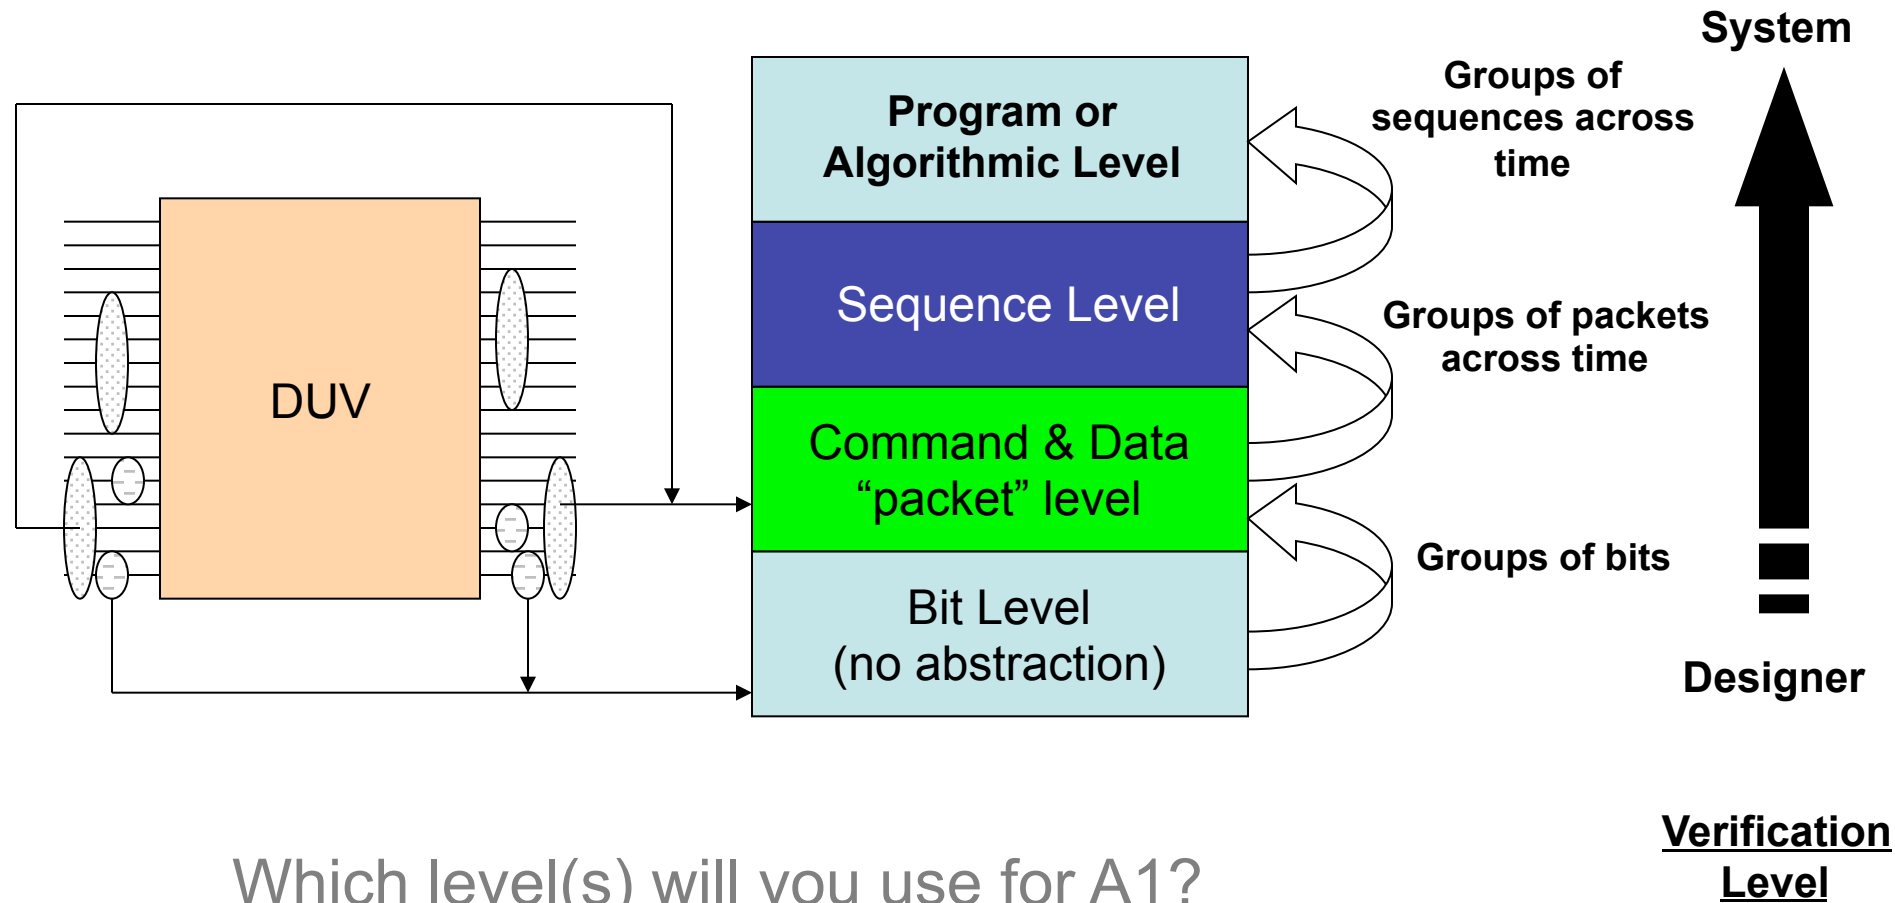 System
Groups of
sequences across
time
Program or
Algorithmic Level
Sequence Level
Groups of packets
across time
DUV
Command & Data
“packet” level
Groups of bits
Bit Level
(no abstraction)
Designer
Verification
Level
Which level(s) will you use for A1?